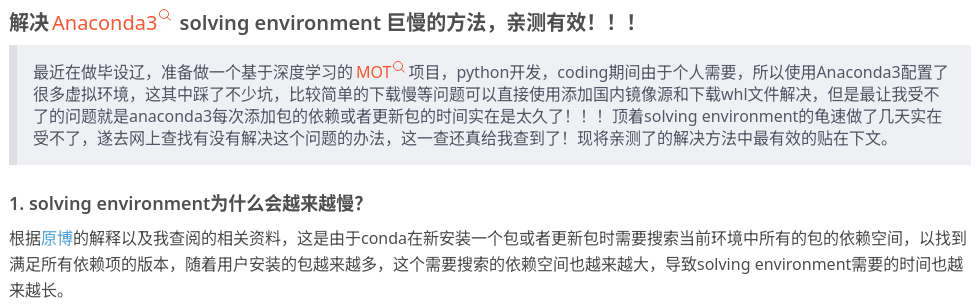 解决Anaconda3 solving environment 巨慢的方法，亲测有效！！！
最近在做毕设辽，准备做一个基于深度学习的 MOT 项目，python开发，coding期间由于个人需要，所以使用Anaconda3配置了
很多虚拟环境，这其中踩了不少坑，比较简单的下载慢等问题可以直接使用添加国内镜像源和下载whl文件解决，但是最让我受不
了的问题就是anaconda3每次添加包的依赖或者更新包的时间实在是太久了！！！顶着solving environment的龟速做了几天实在
受不了，遂去网上查找有没有解决这个问题的办法，这一查还真给我查到了！现将亲测了的解决方法中最有效的贴在下文。
1. solving environment为什么会越来越慢？
根据原博的解释以及我查阅的相关资料，这是由于conda在新安装一个包或者更新包时需要搜索当前环境中所有的包的依赖空间，以找到
满足所有依赖项的版本，随着用户安装的包越来越多，这个需要搜索的依赖空间也越来越大，导致solving environment需要的时间也越
来越长。